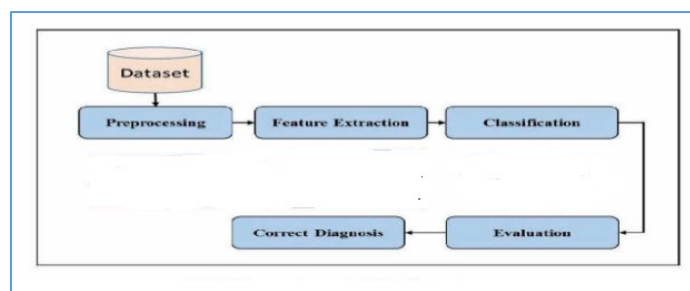 Dataset
Preprocessing
Feature Extraction
Classification
Correct Diagnosis
Evaluation